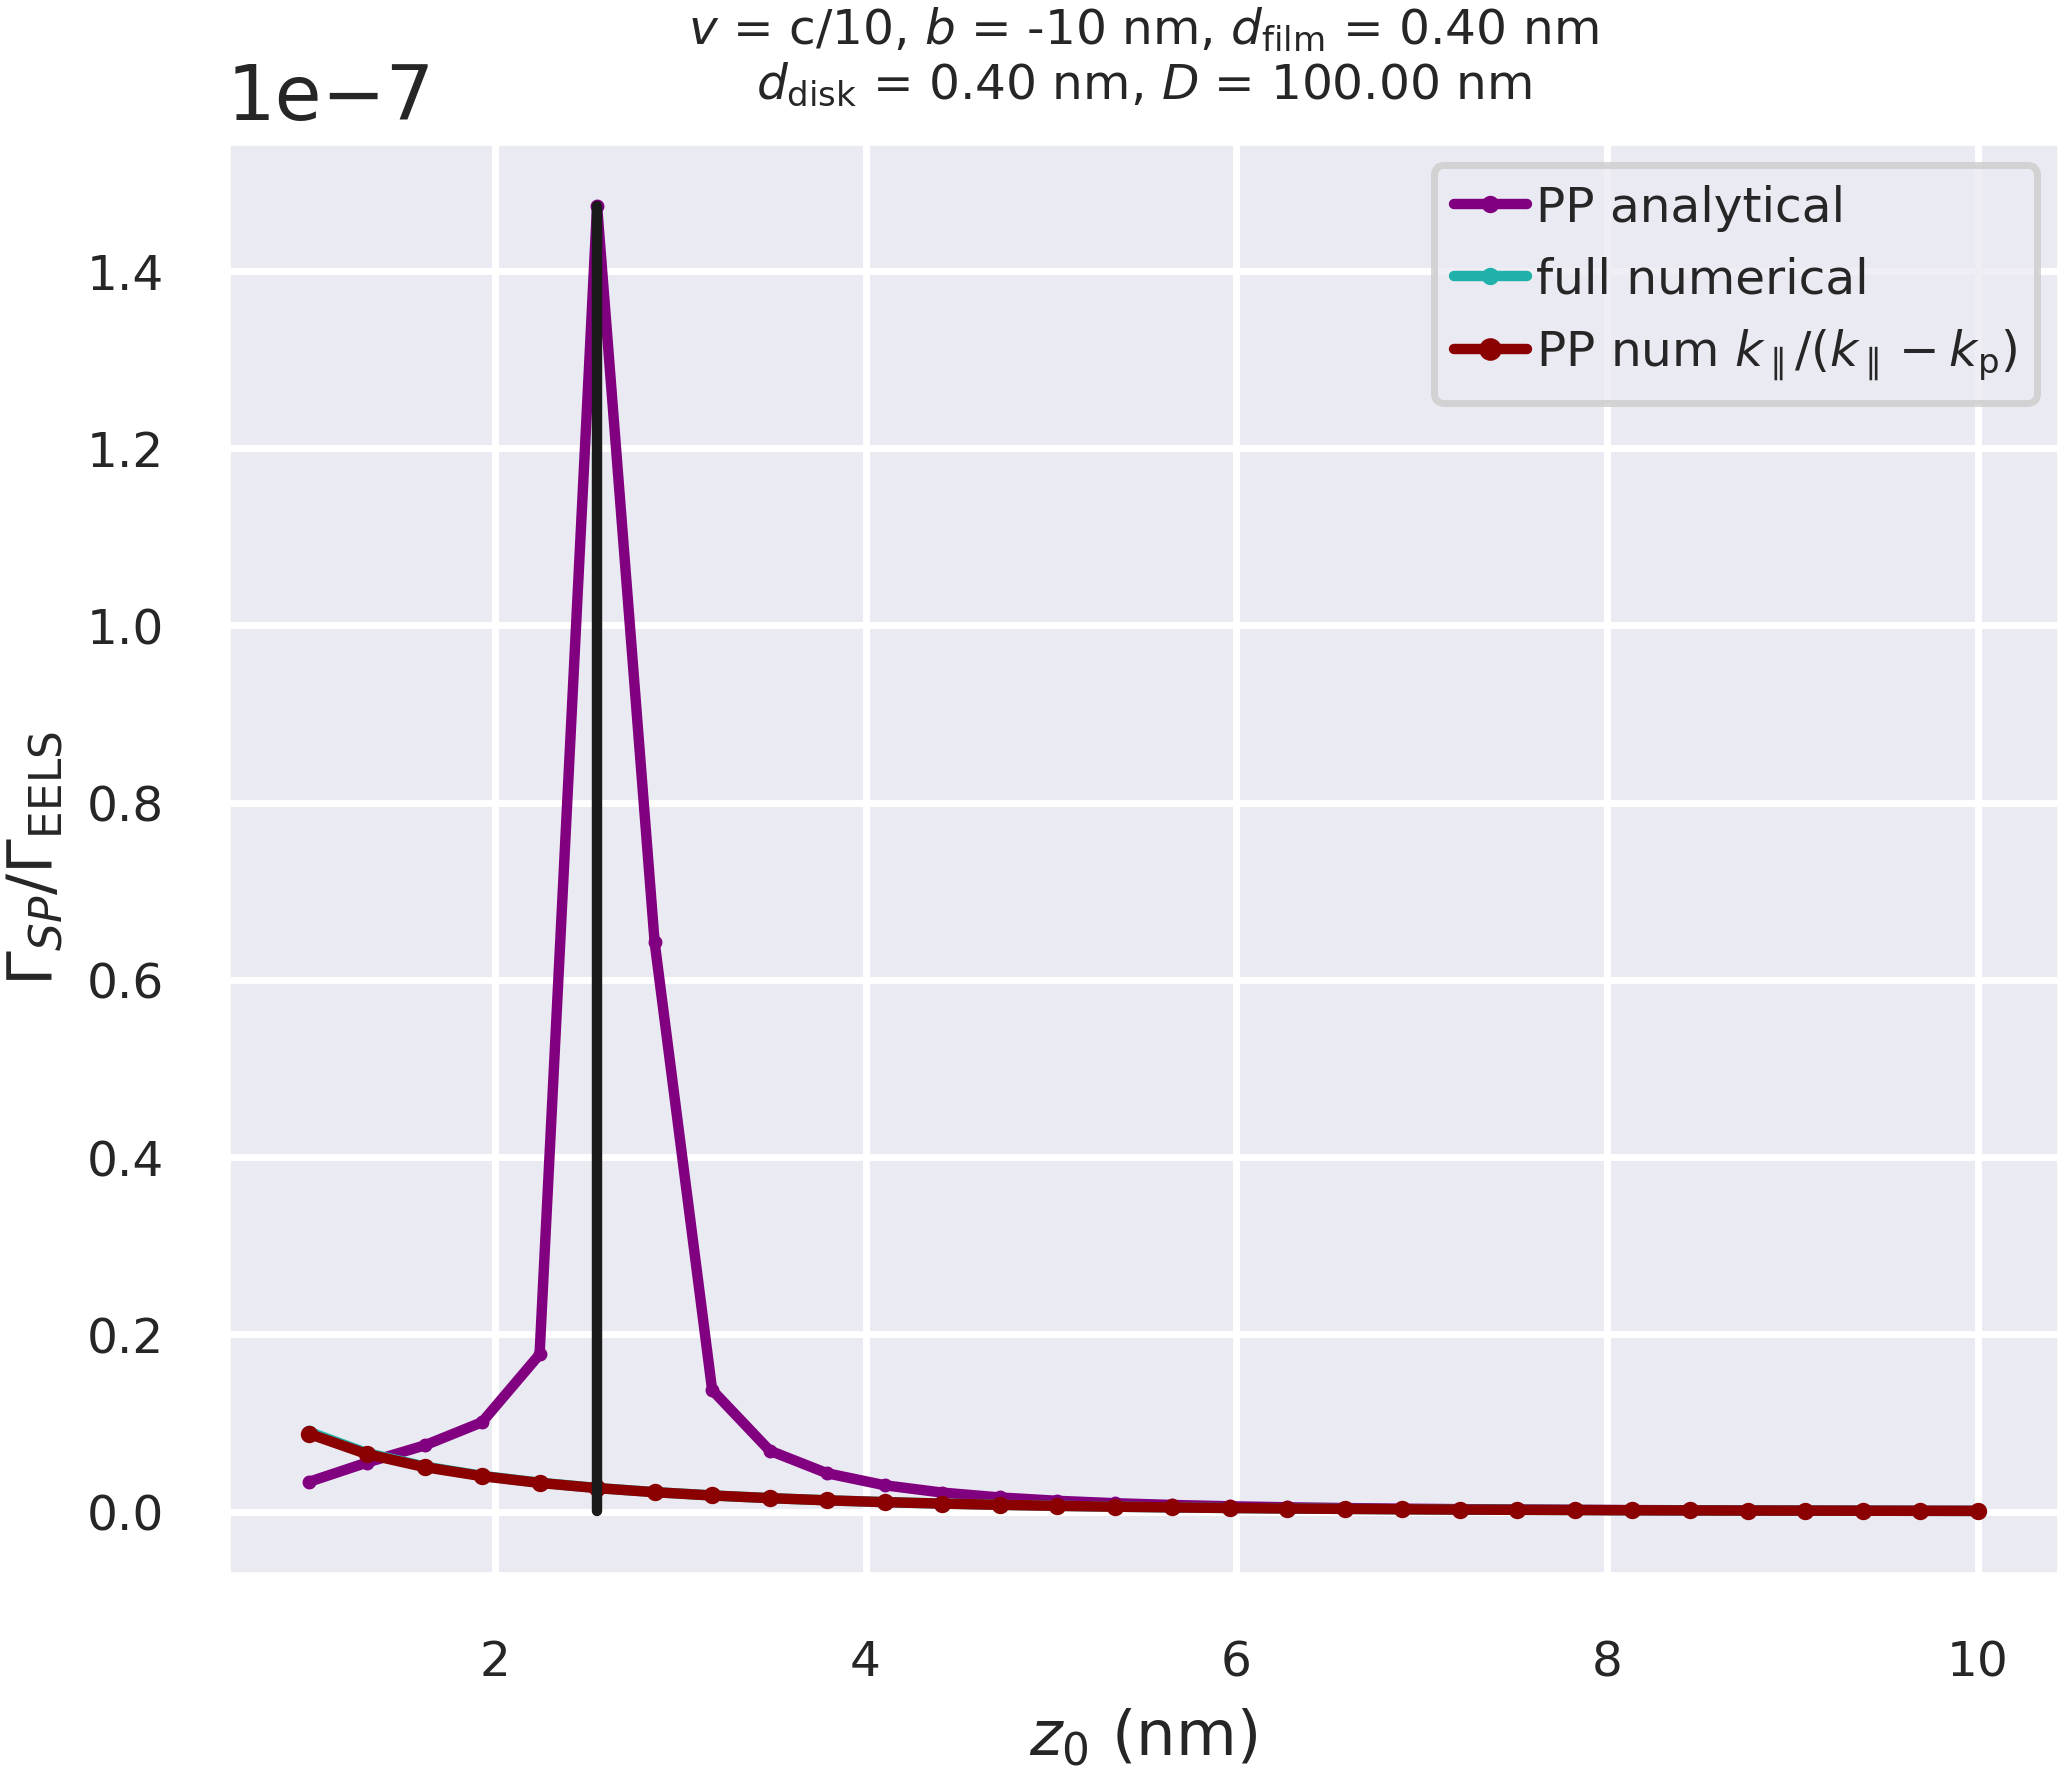 v = c/10, b = -10 nm, d_film = 0.40 nm
d_disk = 0.40 nm, D = 100.00 nm
1e−7
PP analytical
full numerical
PP num k_∥/(k_∥ − k_p)
1.4
1.2
1.0
0.8
0.6
0.4
0.2
0.0
Γ_SP/Γ_EELS
2 4 6 8 10
z_0 (nm)